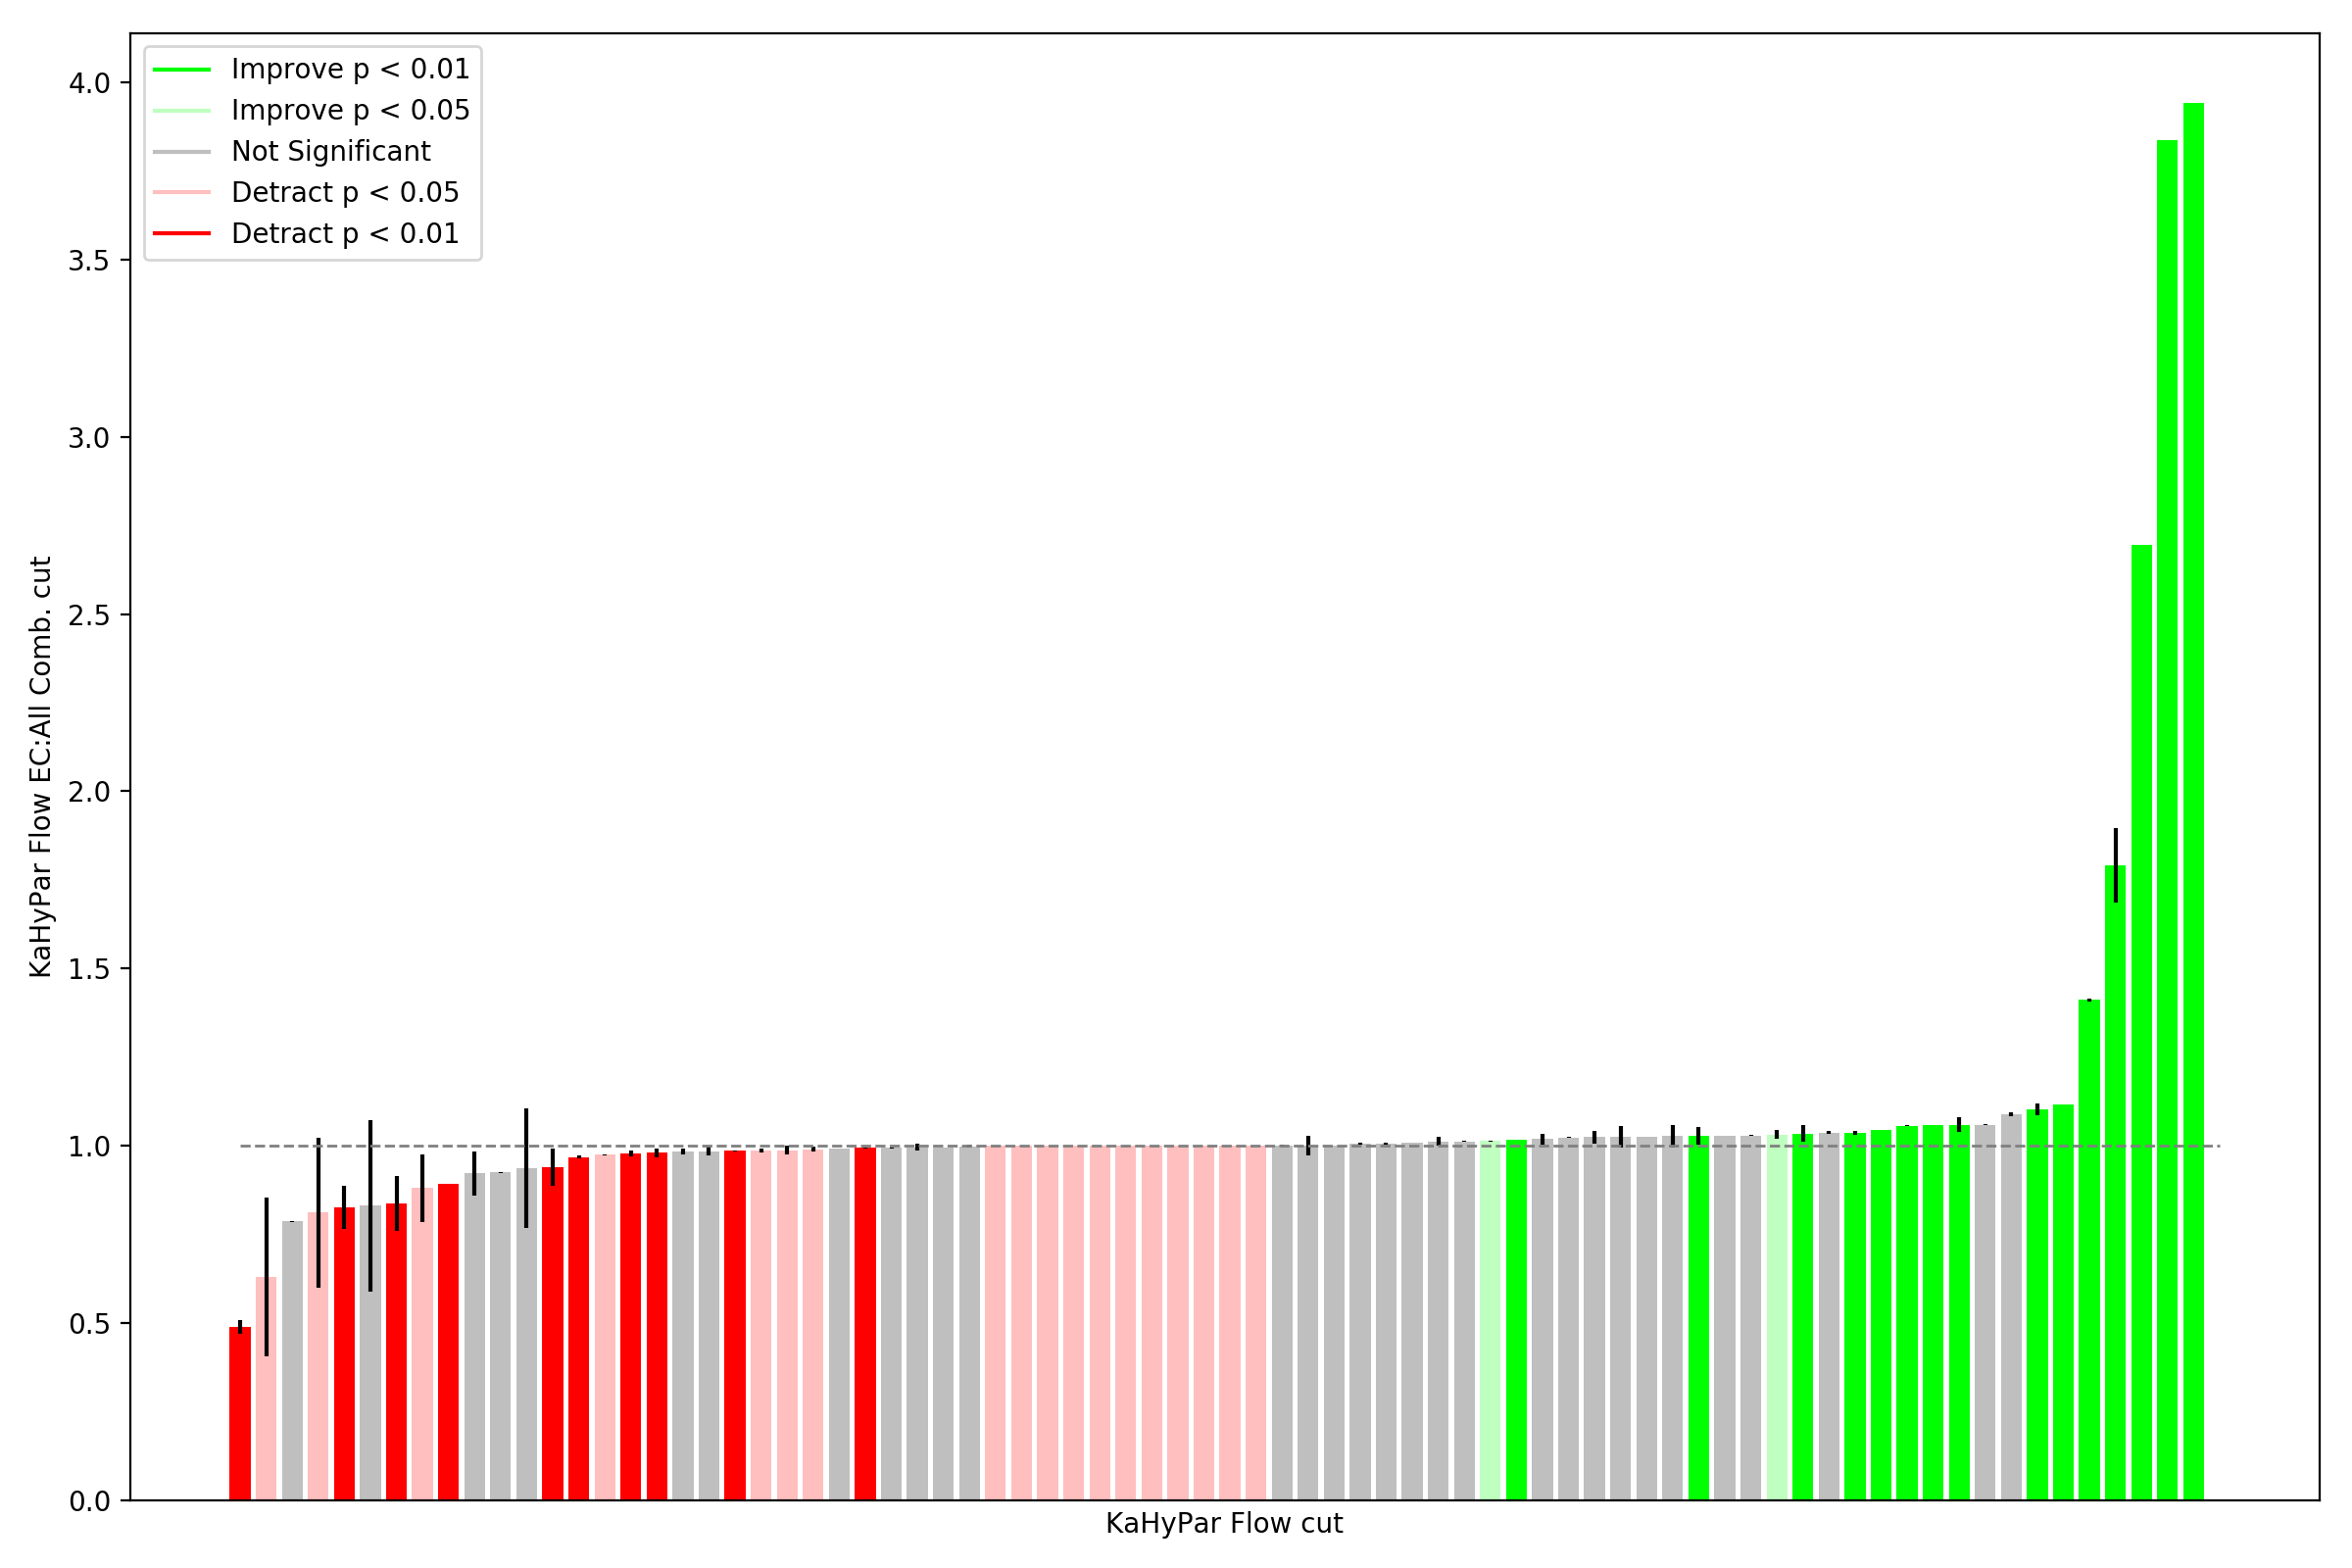 Improve p < 0.01
Improve p < 0.05
Not Significant
Detract p < 0.05
Detract p < 0.01
4.0
3.5
3.0
2.5
2.0
1.5
1.0
0.5
0.0
KaHyPar Flow EC:All Comb. cut
KaHyPar Flow cut